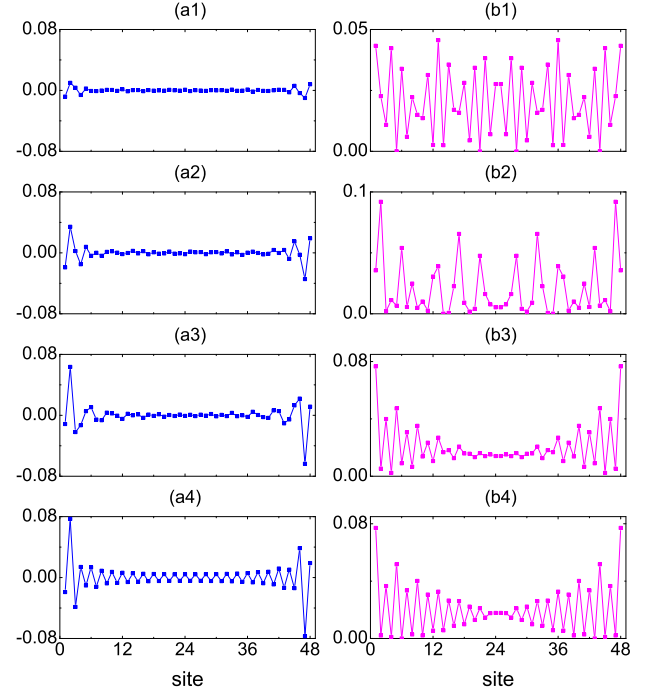 (a1) (b1)
0.08 0.05
0.00
-0.08 0.00
(a2) (b2)
0.08 0.1
0.00
-0.08 0.0
(a3) (b3)
0.08 0.08
0.00
-0.08 0.00
(a4) (b4)
0.08 0.08
0.00
-0.08 0.00
0 12 24 36 48 0 12 24 36 48
site site